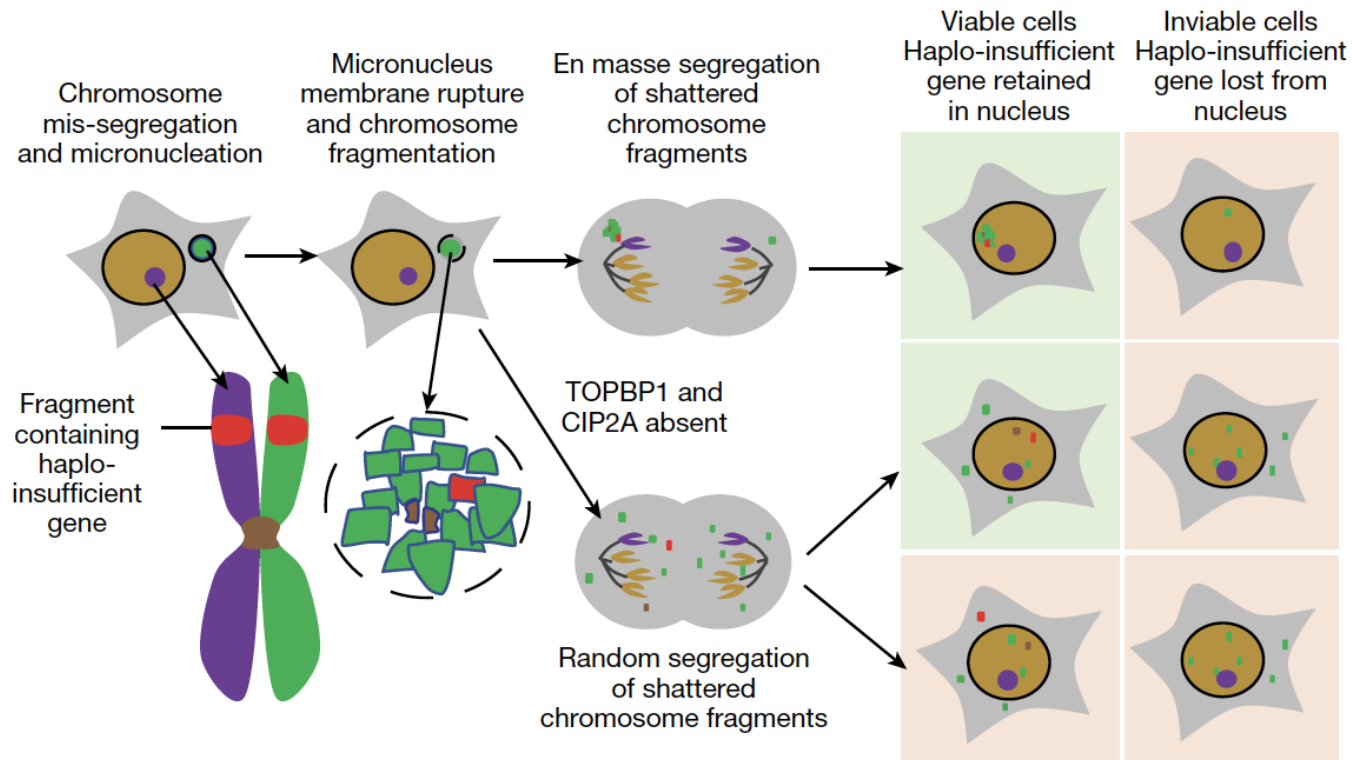 Chromosome
mis-segregation
and micronucleation
Micronucleus
membrane rupture
and chromosome
fragmentation
En masse segregation
of shattered
chromosome
fragments
Viable cells
Haplo-insufficient
gene retained
in nucleus
Inviable cells
Haplo-insufficient
gene lost from
nucleus
Fragment
containing
haplo-
insufficient
gene
TOPBP1 and
CIP2A absent
Random segregation
of shattered
chromosome fragments